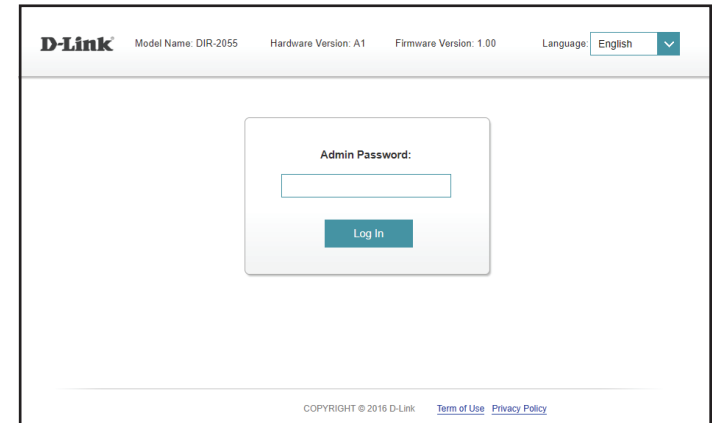 D-Link Model Name: DIR-2055 Hardware Version: A1 Firmware Version: 1.00 Language: English
Admin Password:
Log In
COPYRIGHT © 2016 D-Link Term of Use Privacy Policy